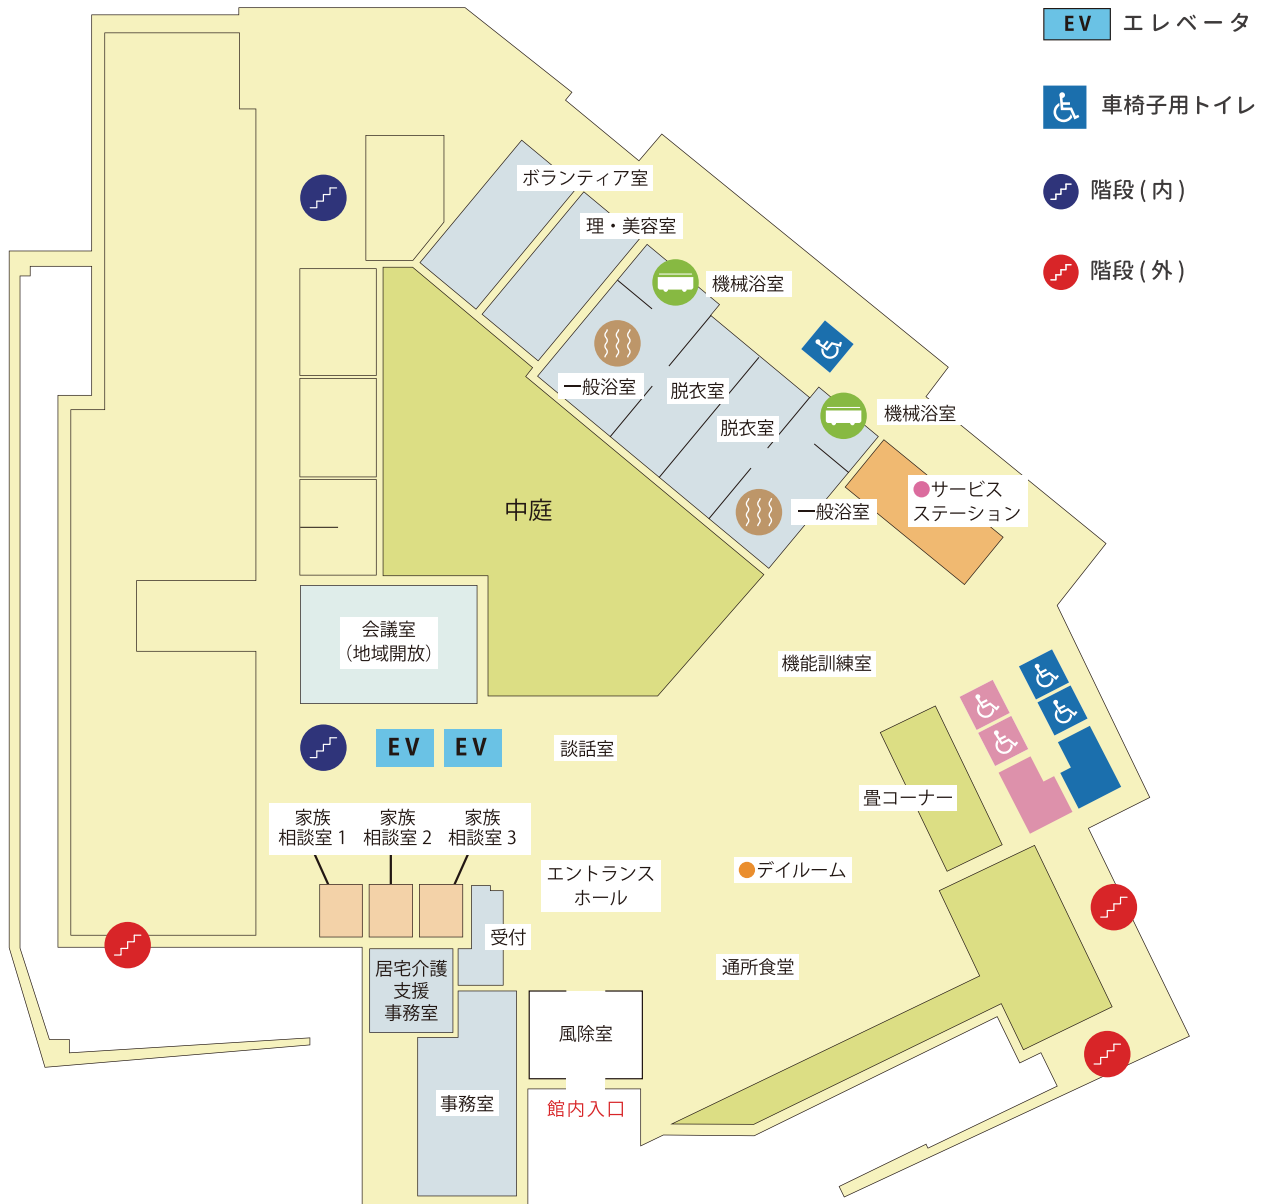 EV エレベータ
車椅子用トイレ
階段(内)
階段(外)
ボランティア室
理・美容室
機械浴室
一般浴室
脱衣室
脱衣室
機械浴室
サービス
ステーション
一般浴室
中庭
会議室
(地域開放)
機能訓練室
EV
EV
談話室
畳コーナー
家族
相談室1
家族
相談室2
家族
相談室3
エントランス
ホール
デイルーム
受付
居宅介護
支援
事務室
通所食堂
風除室
事務室
館内入口